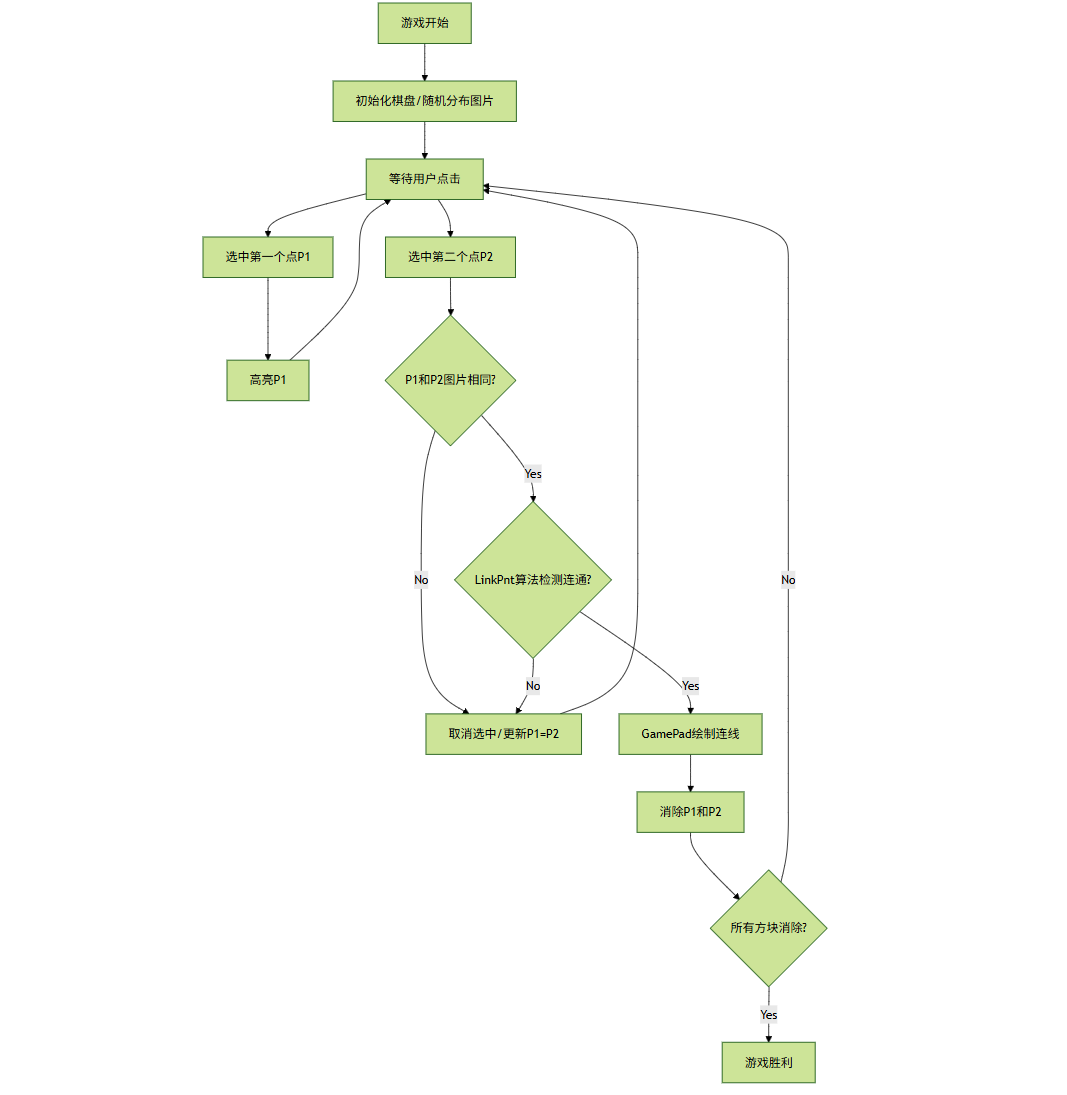 游戏开始
初始化棋盘/随机分布图片
等待用户点击
选中第一个点P1
选中第二个点P2
高亮P1
P1和P2图片相同?
Yes
No
LinkPnt算法检测连通?
No
No
Yes
取消选中/更新P1=P2
GamePad绘制连线
消除P1和P2
所有方块消除?
Yes
游戏胜利